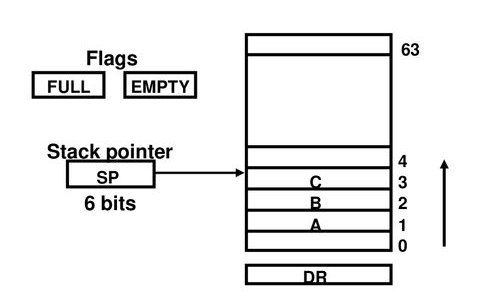 Flags
FULL EMPTY
Stack pointer
SP
6 bits
63
4
C 3
B 2
A 1
0
DR